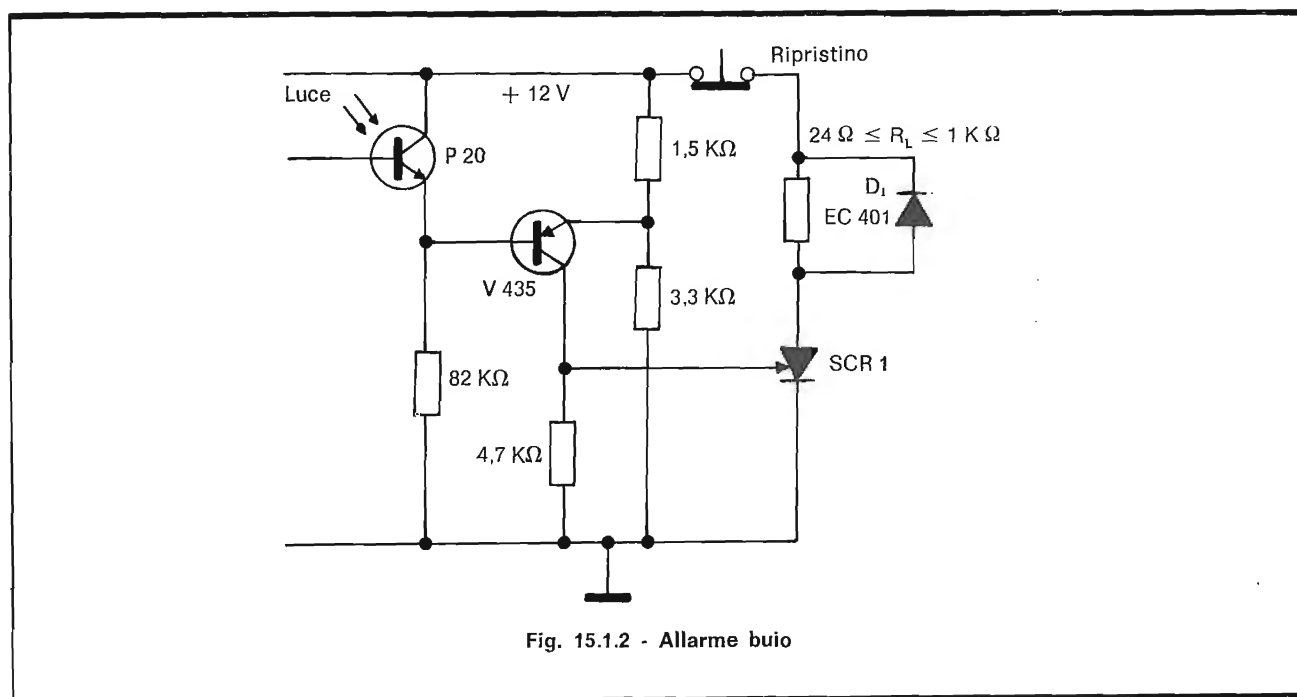 Ripristino
Luce
+ 12 V
24 Ω ≤ R_L ≤ 1 K Ω
P 20
1,5 KΩ
D₁
EC 401
V 435
3,3 KΩ
SCR 1
82 KΩ
4,7 KΩ
Fig. 15.1.2 - Allarme buio